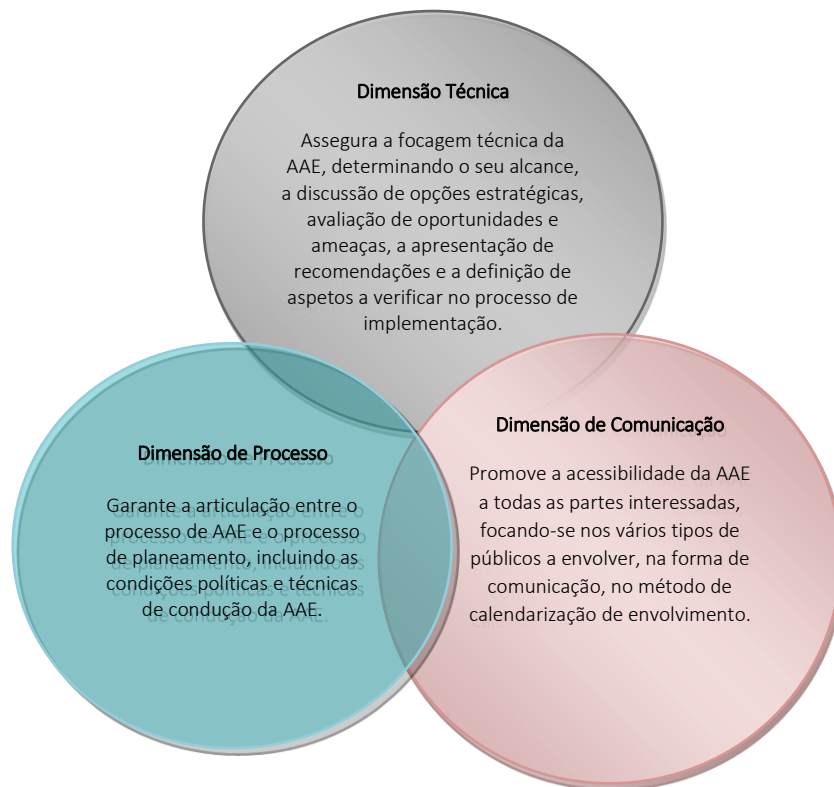 Dimensão Técnica
Assegura a focagem técnica da
AAE, determinando o seu alcance,
a discussão de opções estratégicas,
avaliação de oportunidades e
ameaças, a apresentação de
recomendações e a definição de
aspetos a verificar no processo de
implementação.
Dimensão de Processo
Garante a articulação entre o
processo de AAE e o processo
de planeamento, incluindo as
condições políticas e técnicas
de condução da AAE.
Dimensão de Comunicação
Promove a acessibilidade da AAE
a todas as partes interessadas,
focando-se nos vários tipos de
públicos a envolver, na forma de
comunicação, no método de
calendarização de envolvimento.